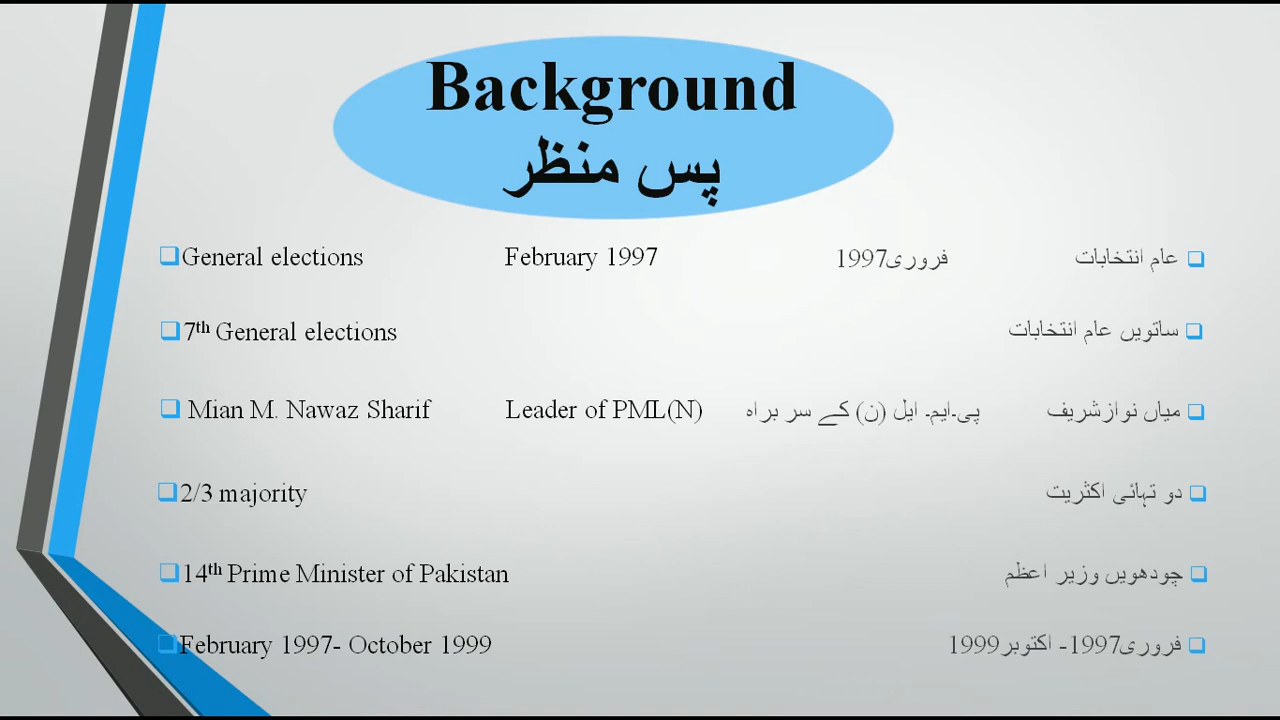 Background
پس منظر
General elections February 1997 فروری1997 عام انتخابات
7th General elections ساتویں عام انتخابات
Mian M. Nawaz Sharif Leader of PML(N) پی۔ایم۔ ایل (ن) کے سر براہ میاں نوازشریف
2/3 majority دو تہائی اکثریت
14th Prime Minister of Pakistan چودھویں وزیر اعظم
February 1997- October 1999 فروری1997- اکتوبر1999